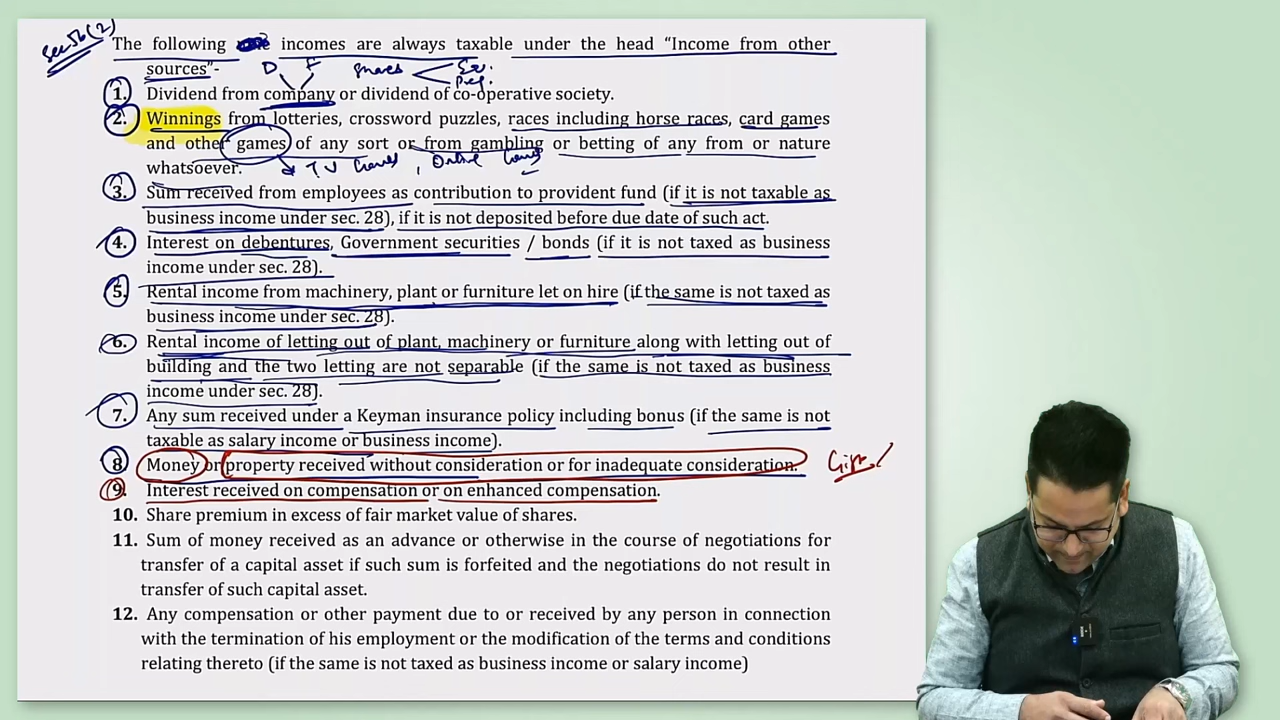 Sec 56(2)
The following incomes are always taxable under the head “Income from other
sources”-
D F Shares Eq. Pref.
1. Dividend from company or dividend of co-operative society.
2. Winnings from lotteries, crossword puzzles, races including horse races, card games
and other games of any sort or from gambling or betting of any from or nature
whatsoever.
TV Games, Online Games
3. Sum received from employees as contribution to provident fund (if it is not taxable as
business income under sec. 28), if it is not deposited before due date of such act.
4. Interest on debentures, Government securities / bonds (if it is not taxed as business
income under sec. 28).
5. Rental income from machinery, plant or furniture let on hire (if the same is not taxed as
business income under sec. 28).
6. Rental income of letting out of plant, machinery or furniture along with letting out of
building and the two letting are not separable (if the same is not taxed as business
income under sec. 28).
7. Any sum received under a Keyman insurance policy including bonus (if the same is not
taxable as salary income or business income).
8 Money or property received without consideration or for inadequate consideration. Gift
9. Interest received on compensation or on enhanced compensation.
10. Share premium in excess of fair market value of shares.
11. Sum of money received as an advance or otherwise in the course of negotiations for
transfer of a capital asset if such sum is forfeited and the negotiations do not result in
transfer of such capital asset.
12. Any compensation or other payment due to or received by any person in connection
with the termination of his employment or the modification of the terms and conditions
relating thereto (if the same is not taxed as business income or salary income)